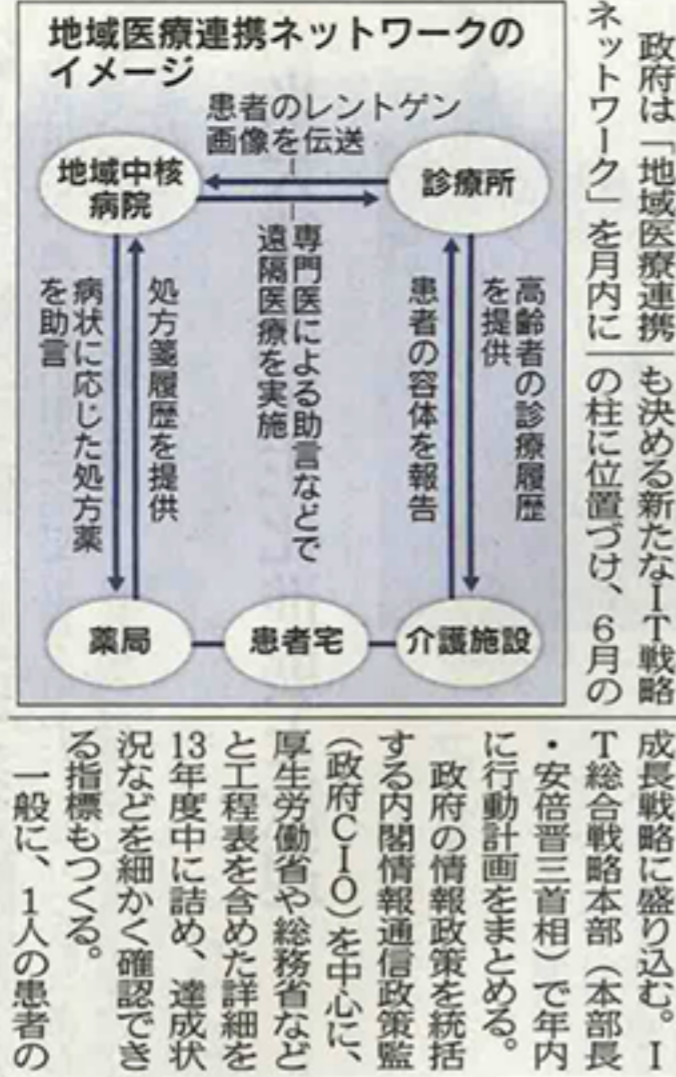 地域医療連携ネットワークの
イメージ
患者のレントゲン
画像を伝送
地域中核
病院
診療所
専門医による助言などで
遠隔医療を実施
病状に応じた処方薬
を助言
処方箋履歴を提供
患者の容体を報告
高齢者の診療履歴
を提供
薬局
患者宅
介護施設
政府は「地域医療連携
ネットワーク」を月内に
も決める新たなIT戦略
の柱に位置づけ、6月の
成長戦略に盛り込む。I
T総合戦略本部(本部長
・安倍晋三首相)で年内
に行動計画をまとめる。
政府の情報政策を統括
する内閣情報通信政策監
(政府CIO)を中心に、
厚生労働省や総務省など
と工程表を含めた詳細を
13年度中に詰め、達成状
況などを細かく確認でき
る指標もつくる。
一般に、1人の患者の